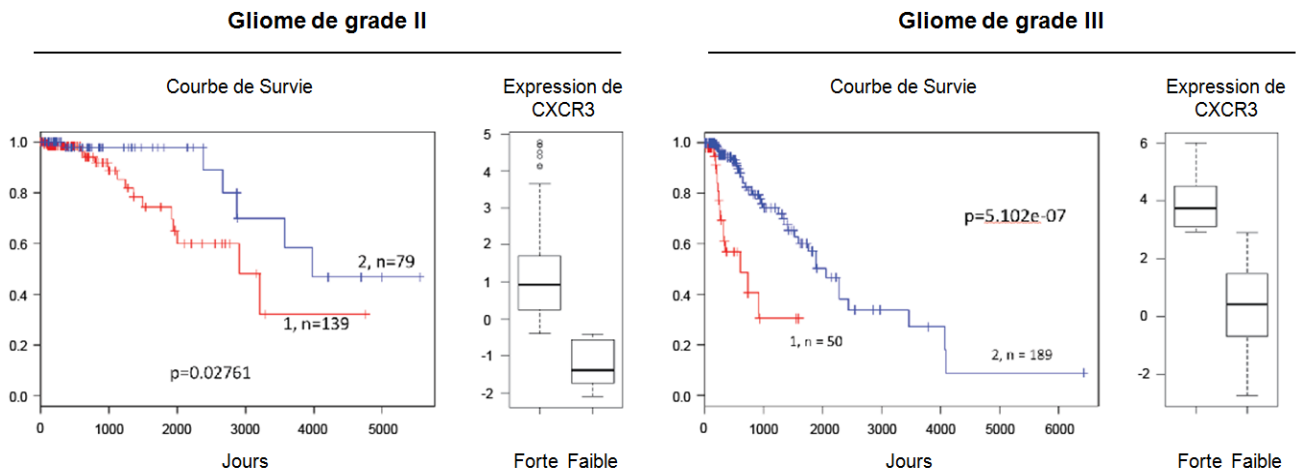 Gliome de grade II
Courbe de Survie
Expression de
CXCR3
1.0
0.8
0.6
0.4
0.2
0.0
2, n=79
1, n=139
p=0.02761
0 1000 2000 3000 4000 5000
Jours
5
4
3
2
1
0
-1
-2
Forte Faible
Gliome de grade III
Courbe de Survie
Expression de
CXCR3
1.0
0.8
0.6
0.4
0.2
0.0
p=5.102e-07
1, n = 50
2, n = 189
0 1000 2000 3000 4000 5000 6000
Jours
6
4
2
0
-2
Forte Faible